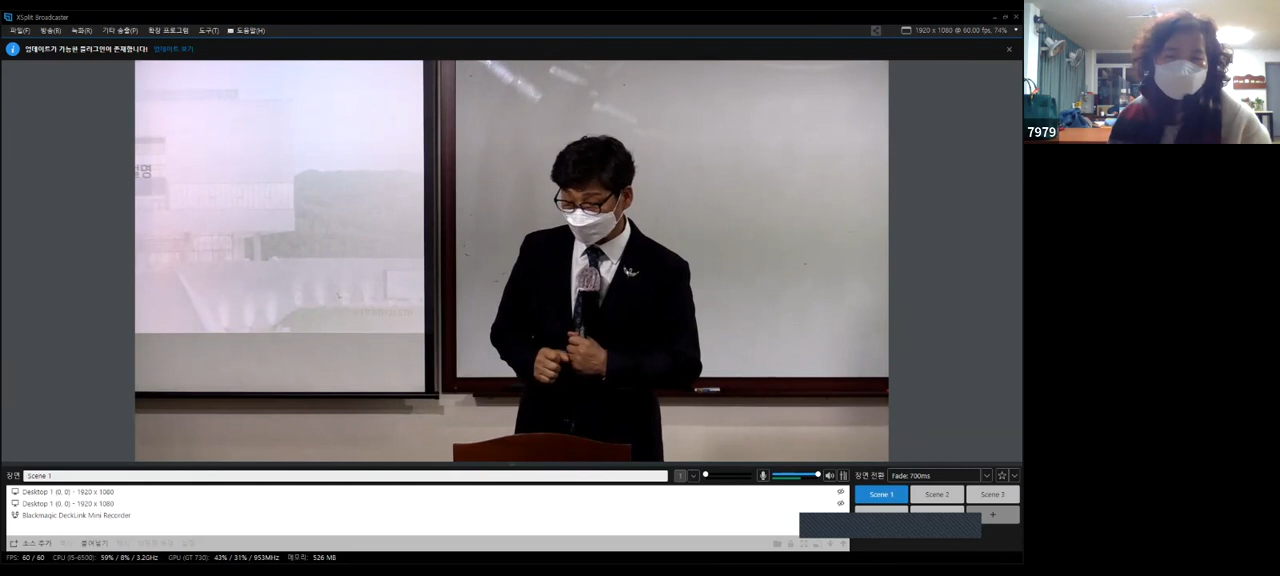 XSplit Broadcaster
파일(F) 방송(B) 녹화(R) 기타 송출(P) 확장 프로그램 도구(T) 도움말(H)
1920 x 1080 @ 60.00 fps, 74%
업데이트가 가능한 플러그인이 존재합니다! 업데이트 보기
7979
장면 Scene 1
1
장면 전환 Fade: 700ms
Desktop 1 (0, 0) - 1920 x 1080
Desktop 1 (0, 0) - 1920 x 1080
Blackmagic DeckLink Mini Recorder
Scene 1 Scene 2 Scene 3
소스 추가 붙여넣기
FPS: 60 / 60 CPU (I5-6500): 59% / 8% / 3.2GHz GPU (GT 730): 43% / 31% / 953MHz 메모리: 526 MB